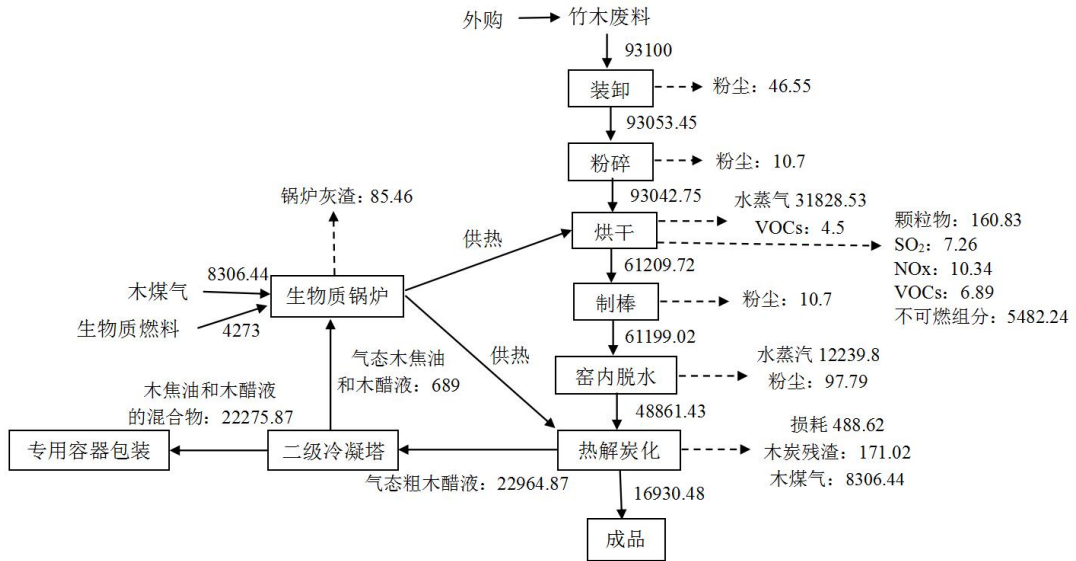 外购
竹木废料
93100
装卸
粉尘：46.55
93053.45
粉碎
粉尘：10.7
93042.75
水蒸气 31828.53
VOCs：4.5
锅炉灰渣：85.46
供热
烘干
颗粒物：160.83
SO₂：7.26
NOx：10.34
VOCs：6.89
不可燃组分：5482.24
61209.72
8306.44
木煤气
生物质锅炉
生物质燃料
4273
制棒
粉尘：10.7
61199.02
气态木焦油
和木醋液：689
供热
窑内脱水
水蒸汽 12239.8
粉尘：97.79
木焦油和木醋液
的混合物：22275.87
48861.43
专用容器包装
二级冷凝塔
热解炭化
损耗 488.62
木炭残渣：171.02
木煤气：8306.44
气态粗木醋液：22964.87
16930.48
成品